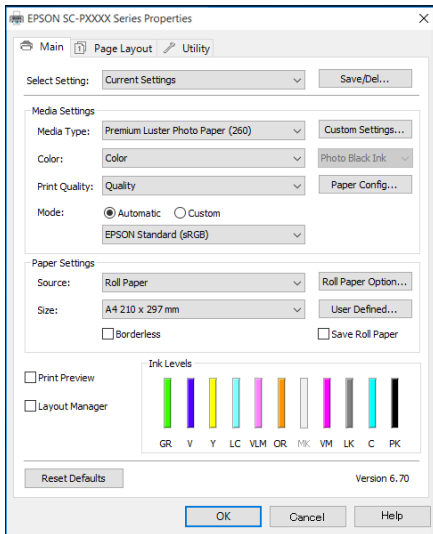 EPSON SC-PXXXX Series Properties
Main Page Layout Utility
Select Setting: Current Settings Save/Del...
Media Settings
Media Type: Premium Luster Photo Paper (260) Custom Settings...
Color: Color Photo Black Ink
Print Quality: Quality Paper Config...
Mode: Automatic Custom
EPSON Standard (sRGB)
Paper Settings
Source: Roll Paper Roll Paper Option...
Size: A4 210 x 297 mm User Defined...
Borderless Save Roll Paper
Print Preview
Layout Manager
Ink Levels
GR V Y LC VLM OR MK VM LK C PK
Reset Defaults Version 6.70
OK Cancel Help